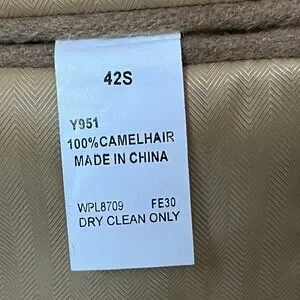 42S
Y951
100%CAMELHAIR
MADE IN CHINA
WPL8709 FE30
DRY CLEAN ONLY